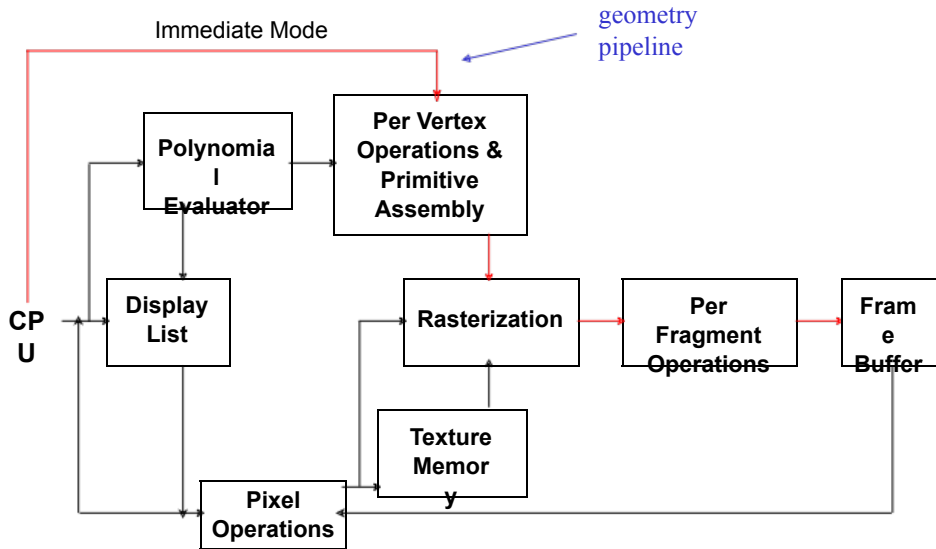 Immediate Mode
geometry
pipeline
Polynomia
l
Evaluator
Per Vertex
Operations &
Primitive
Assembly
CP
U
Display
List
Rasterization
Per
Fragment
Operations
Fram
e
Buffer
Texture
Memor
y
Pixel
Operations